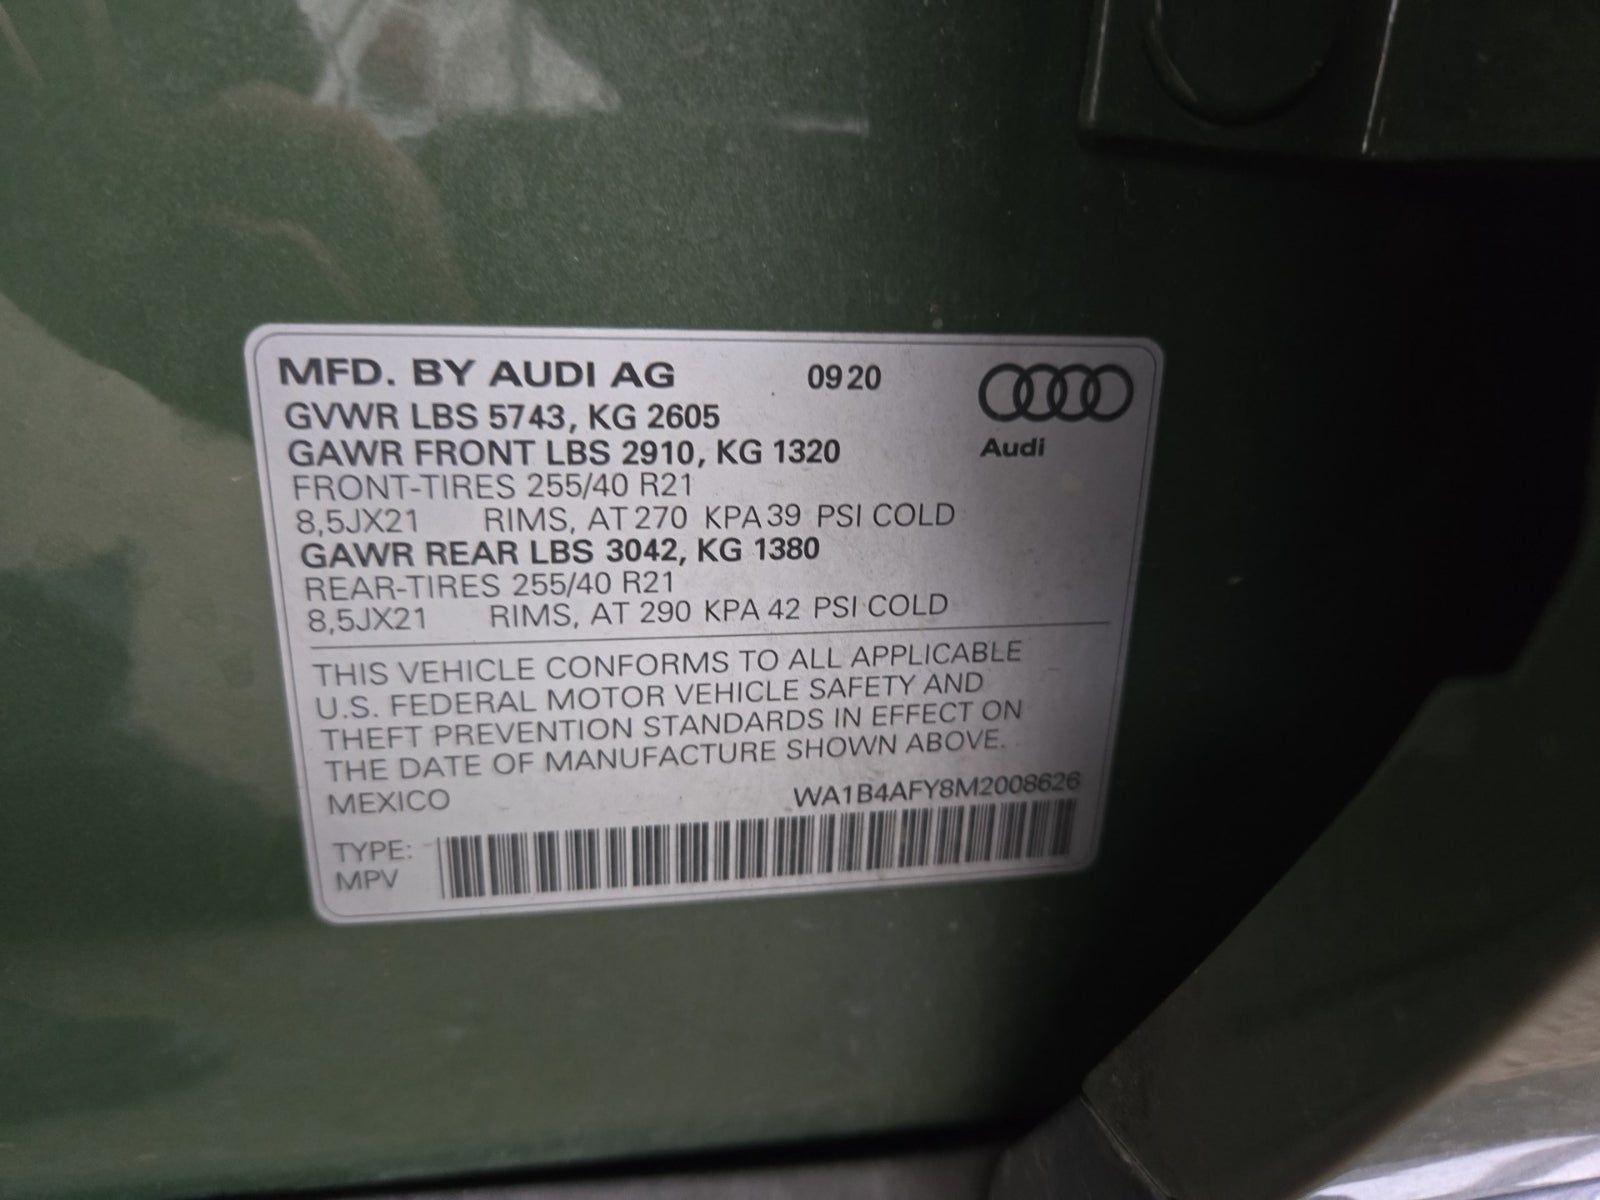 MFD. BY AUDI AG 0920
GVWR LBS 5743, KG 2605
GAWR FRONT LBS 2910, KG 1320
Audi
FRONT-TIRES 255/40 R21
8,5JX21 RIMS, AT 270 KPA 39 PSI COLD
GAWR REAR LBS 3042, KG 1380
REAR-TIRES 255/40 R21
8,5JX21 RIMS, AT 290 KPA 42 PSI COLD
THIS VEHICLE CONFORMS TO ALL APPLICABLE
U.S. FEDERAL MOTOR VEHICLE SAFETY AND
THEFT PREVENTION STANDARDS IN EFFECT ON
THE DATE OF MANUFACTURE SHOWN ABOVE.
MEXICO WA1B4AFY8M2008626
TYPE:
MPV